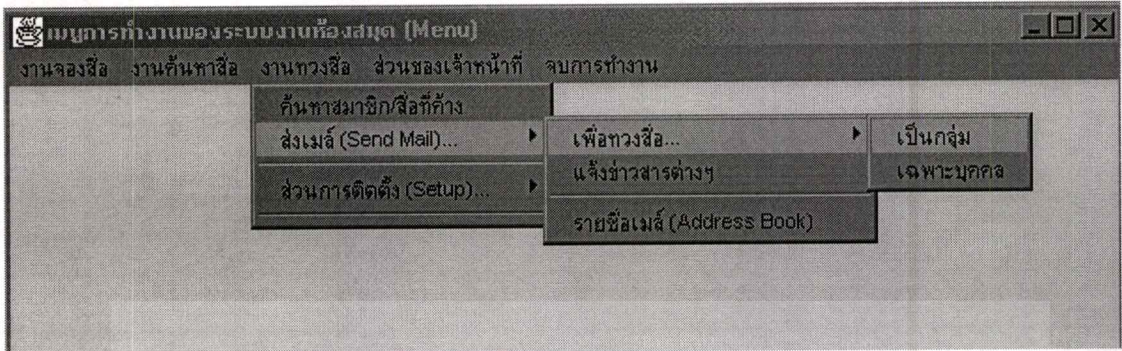 เมนูการทำงานของระบบงานห้องสมุด (Menu)
งานจองสื่อ งานค้นหาสื่อ งานทวงสื่อ ส่วนของเจ้าหน้าที่ จบการทำงาน
ค้นหาสมาชิก/สื่อที่ค้าง
ส่งเมล์ (Send Mail)...
ส่วนการติดตั้ง (Setup)...
เพื่อทวงสื่อ...
แจ้งข่าวสารต่างๆ
รายชื่อเมล์ (Address Book)
เป็นกลุ่ม
เฉพาะบุคคล